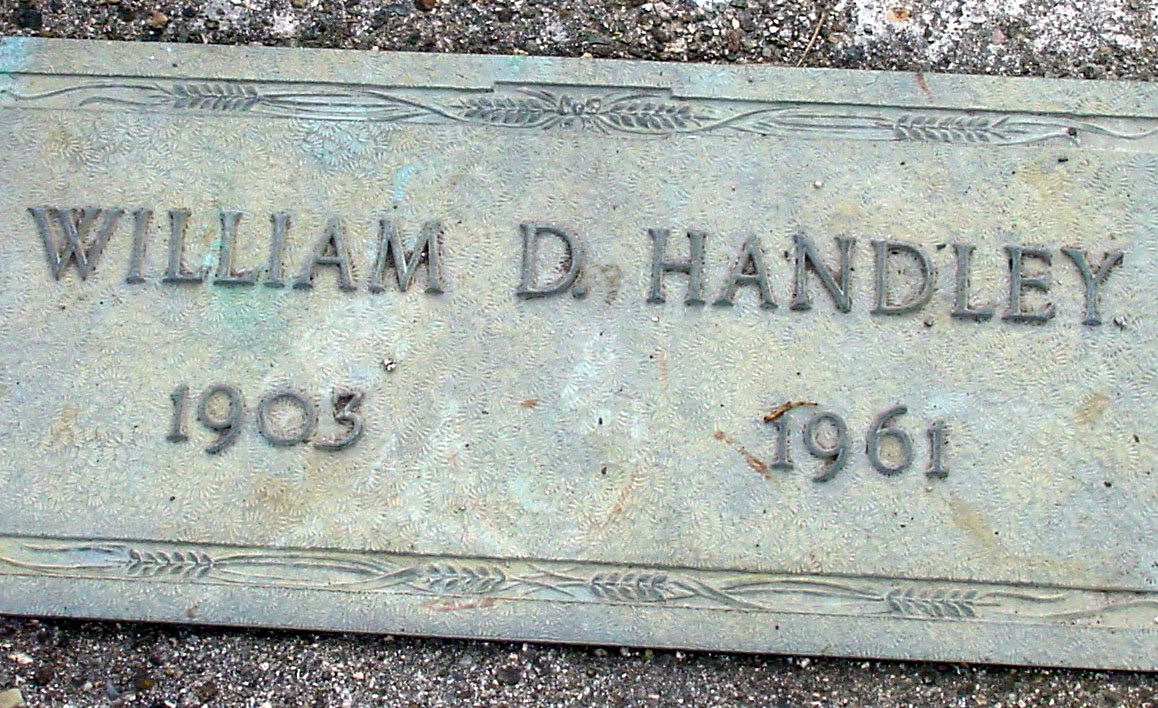 WILLIAM D. HANDLEY
1903 1961